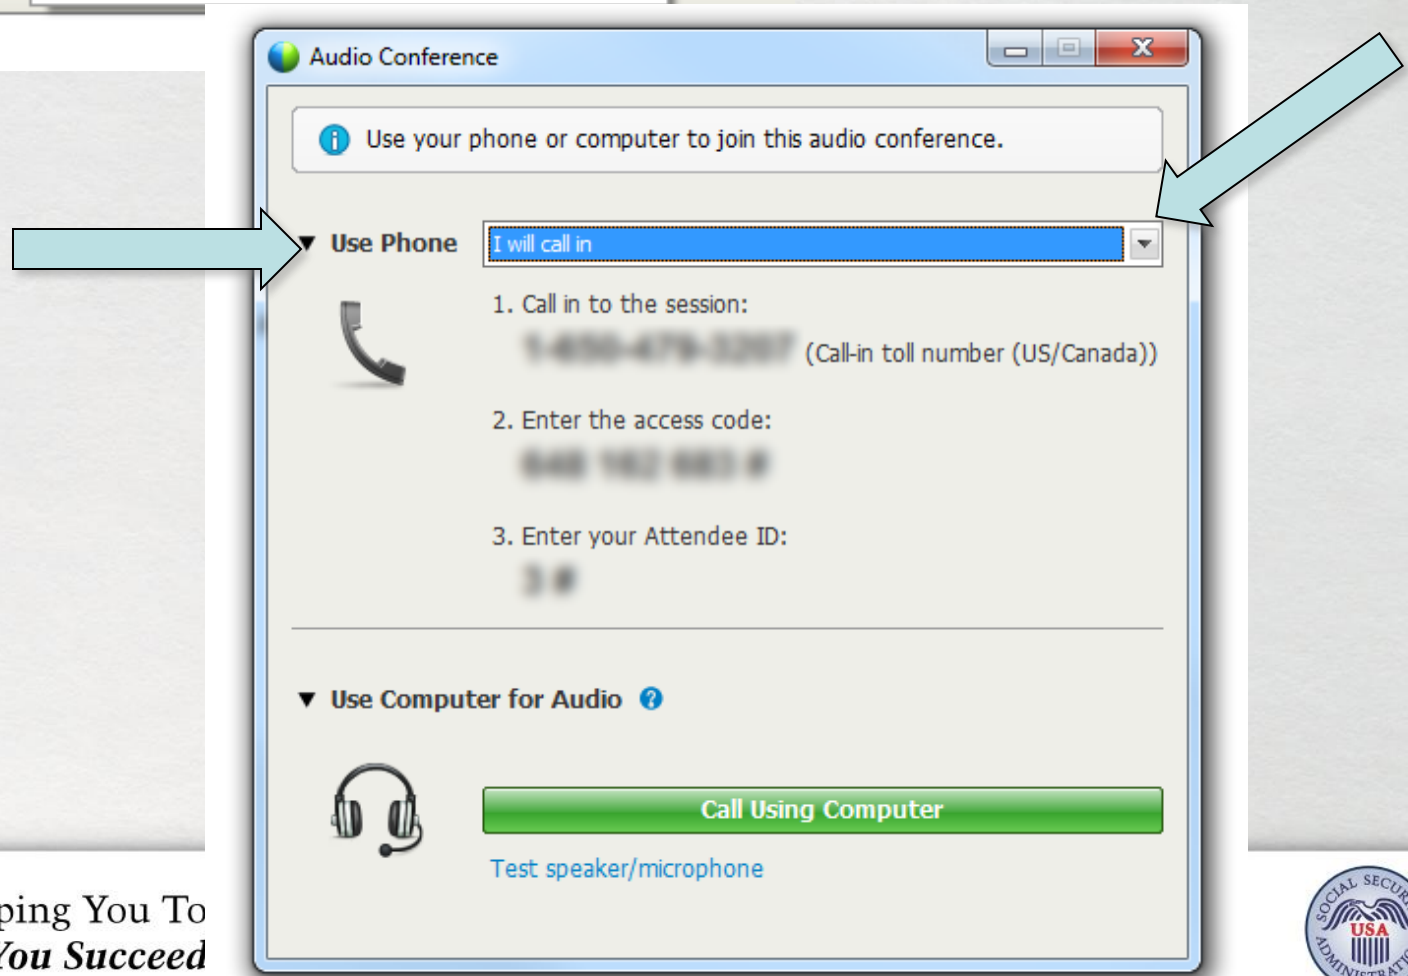 Audio Conference
Use your phone or computer to join this audio conference.
Use Phone
I will call in
1. Call in to the session:
(Call-in toll number (US/Canada))
2. Enter the access code:
3. Enter your Attendee ID:
Use Computer for Audio
Call Using Computer
Test speaker/microphone
ping You To
You Succeed
SOCIAL SECUR
USA